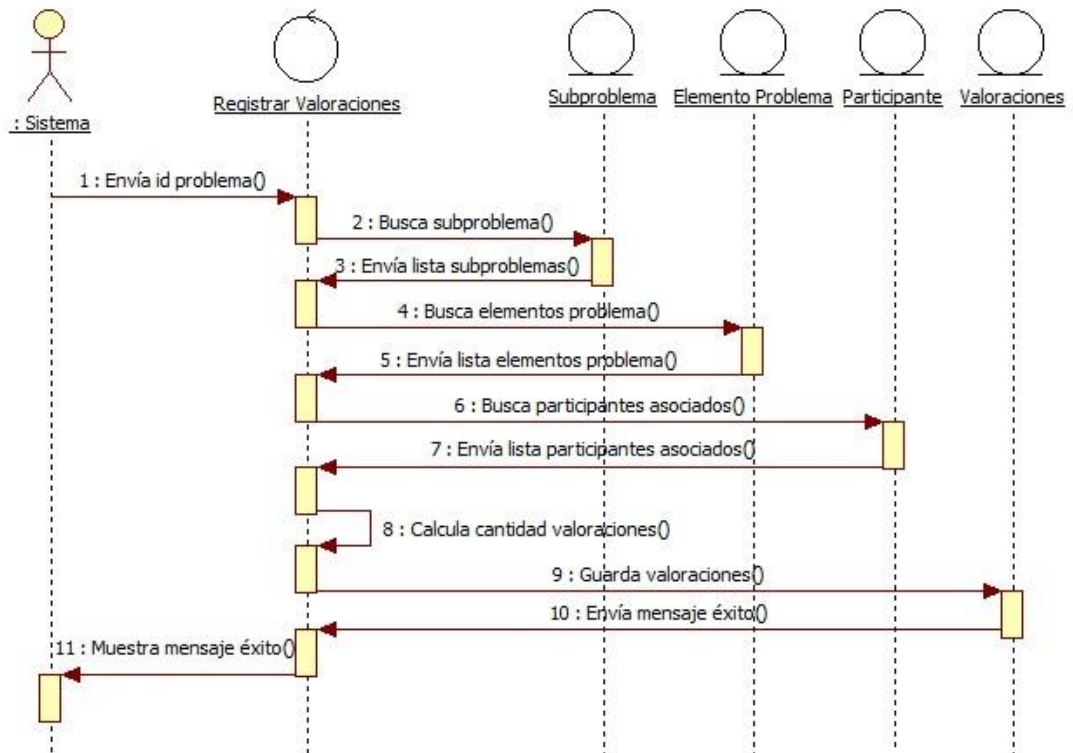 : Sistema
Registrar Valoraciones
Subproblema
Elemento Problema
Participante
Valoraciones
1 : Envía id problema()
2 : Busca subproblema()
3 : Envía lista subproblemas()
4 : Busca elementos problema()
5 : Envía lista elementos problema()
6 : Busca participantes asociados()
7 : Envía lista participantes asociados()
8 : Calcula cantidad valoraciones()
9 : Guarda valoraciones()
10 : Envía mensaje éxito()
11 : Muestra mensaje éxito()